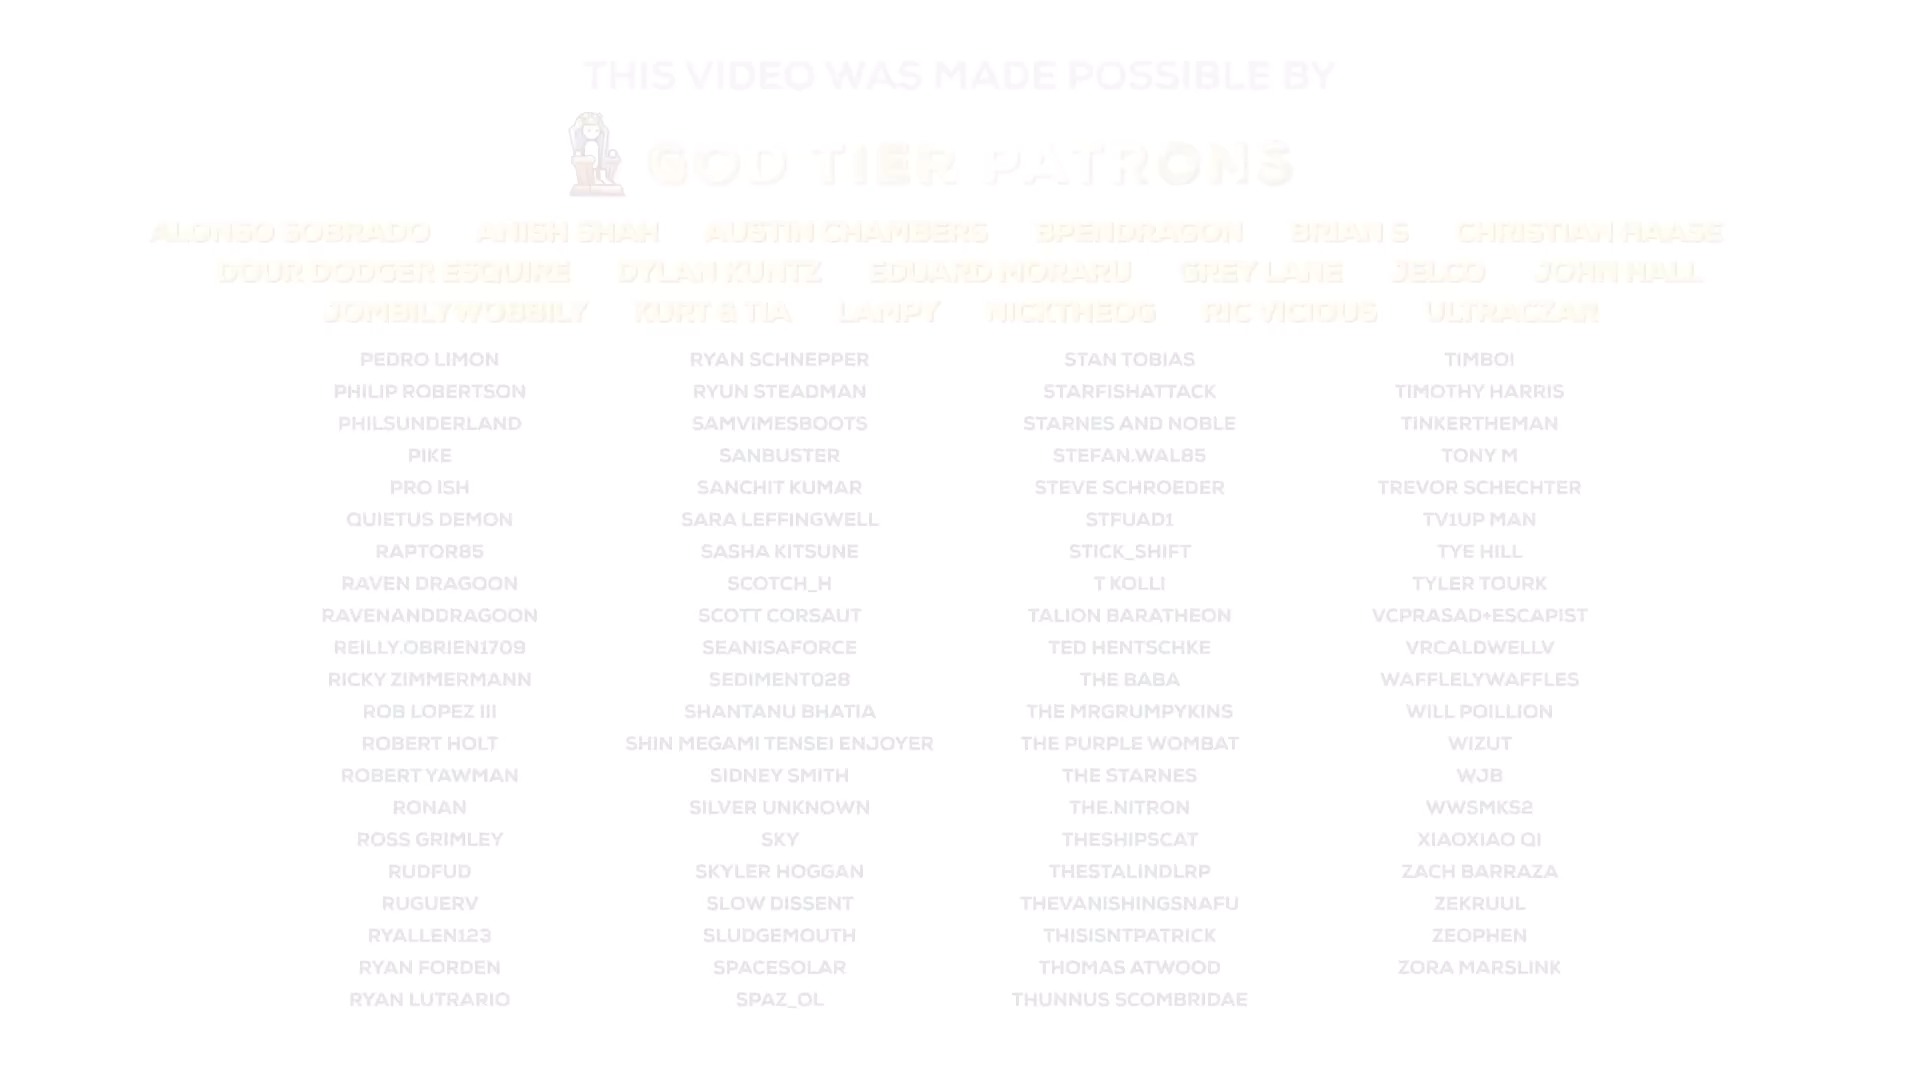 THIS VIDEO WAS MADE POSSIBLE BY
GOD TIER PATRONS
ALONSO SOBRADO ANISH SHAH AUSTIN CHAMBERS BPENDRAGON BRIAN S CHRISTIAN HAASE
DOUR DODGER ESQUIRE DYLAN KUNTZ EDUARD MORARU GREY LANE JELCO JOHN NALL
JOMBILYWOBBILY KURT & TIA LAMPY NICKTHEOG RIC VICIOUS ULTRACZAR
PEDRO LIMON RYAN SCHNEPPER STAN TOBIAS TIMBO!
PHILIP ROBERTSON RYUN STEADMAN STARFISHATTACK TIMOTHY HARRIS
PHILSUNDERLAND SAMVIMESBOOTS STARNES AND NOBLE TINKERTHEMAN
PIKE SANBUSTER STEFAN.WAL85 TONY M
PRO ISH SANCHIT KUMAR STEVE SCHROEDER TREVOR SCHECHTER
QUIETUS DEMON SARA LEFFINGWELL STFUAD1 TV1UP MAN
RAPTOR85 SASHA KITSUNE STICK_SHIFT TYE HILL
RAVEN DRAGOON SCOTCH_H T KOLLI TYLER TOURK
RAVENANDDRAGOON SCOTT CORSAUT TALION BARATHEON VCPRASAD+ESCAPIST
REILLY.OBRIEN1709 SEANISAFORCE TED HENTSCHKE VRCALDWELLV
RICKY ZIMMERMANN SEDIMENT028 THE BABA WAFFLELYWAFFLES
ROB LOPEZ III SHANTANU BHATIA THE MRGRUMPYKINS WILL POILLION
ROBERT HOLT SHIN MEGAMI TENSEI ENJOYER THE PURPLE WOMBAT WIZUT
ROBERT YAWMAN SIDNEY SMITH THE STARNES WJB
RONAN SILVER UNKNOWN THE.NITRON WWSMKS2
ROSS GRIMLEY SKY THESHIPSCAT XIAOXIAO QI
RUDFUD SKYLER HOGGAN THESTALINDLRP ZACH BARRAZA
RUGUERV SLOW DISSENT THEVANISHINGSNAFU ZEKRUUL
RYALLEN123 SLUDGEMOUTH THISISNTPATRICK ZEOPHEN
RYAN FORDEN SPACESOLAR THOMAS ATWOOD ZORA MARSLINK
RYAN LUTRARIO SPAZ_OL THUNNUS SCOMBRIDAE